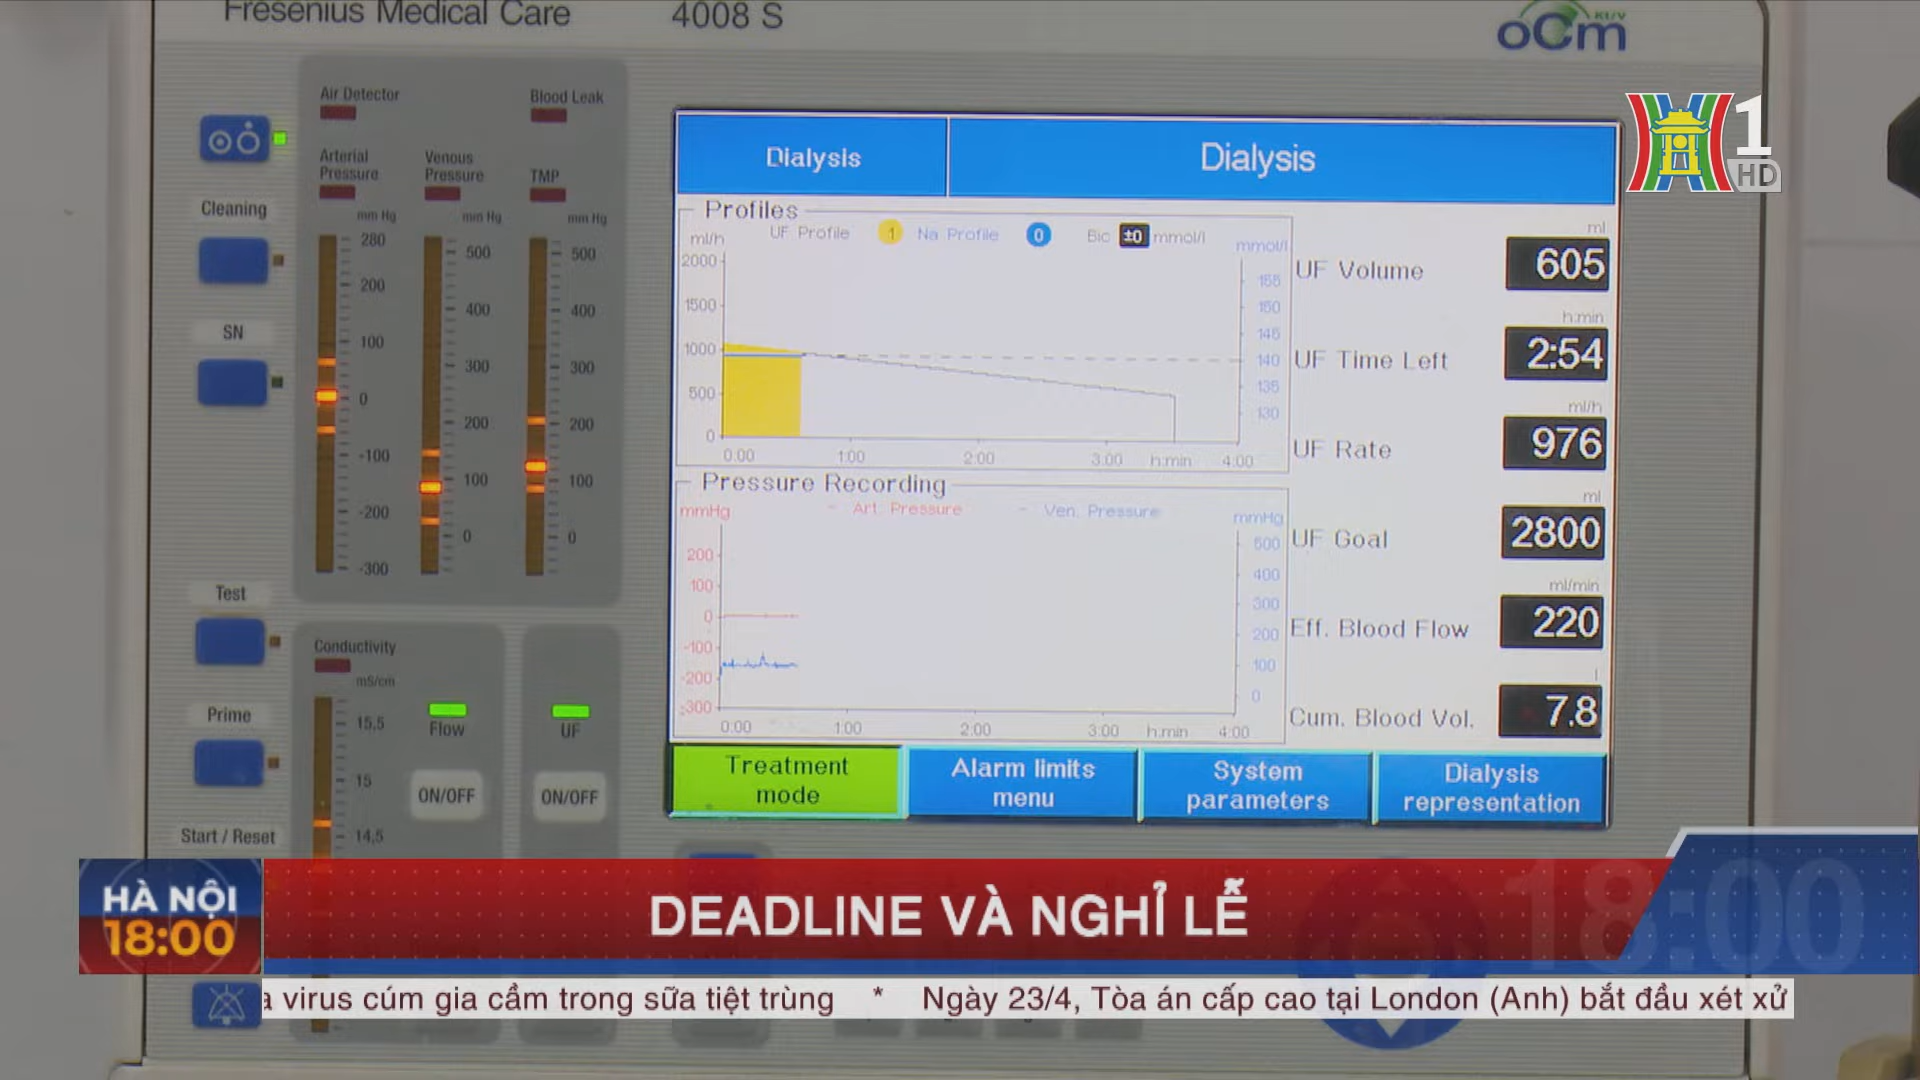 Fresenius Medical Care 4008 S
oCm
Kt/V
1
HD
Air Detector
Blood Leak
Arterial
Pressure
Venous
Pressure
TMP
mm Hg
mm Hg
mm Hg
280
200
100
0
-100
-200
-300
500
400
300
200
100
0
500
400
300
200
100
0
Cleaning
SN
Test
Prime
Start / Reset
Conductivity
mS/cm
15,5
15
14,5
Flow
ON/OFF
UF
ON/OFF
Dialysis
Dialysis
Profiles
ml/h
UF Profile 1 Na Profile 0 Bic ±0 mmol/l
mmol/l
2000
1500
1000
500
0
155
150
145
140
135
130
0:00 1:00 2:00 3:00 h:min 4:00
Pressure Recording
mmHg
- Art. Pressure - Ven. Pressure
mmHg
200
100
0
-100
-200
-300
500
400
300
200
100
0
0:00 1:00 2:00 3:00 h:min 4:00
ml
UF Volume 605
h:min
UF Time Left 2:54
ml/h
UF Rate 976
ml
UF Goal 2800
ml/min
Eff. Blood Flow 220
l
Cum. Blood Vol. 7.8
Treatment
mode
Alarm limits
menu
System
parameters
Dialysis
representation
HÀ NỘI
18:00
DEADLINE VÀ NGHỈ LỄ
18:00
a virus cúm gia cầm trong sữa tiệt trùng * Ngày 23/4, Tòa án cấp cao tại London (Anh) bắt đầu xét xử